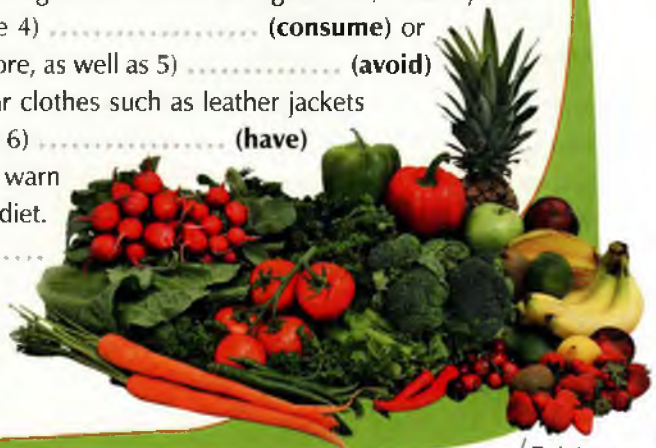 e 4) .................... (consume) or
ore, as well as 5) ................. (avoid)
ar clothes such as leather jackets
6) .................... (have)
warn
diet.
.....